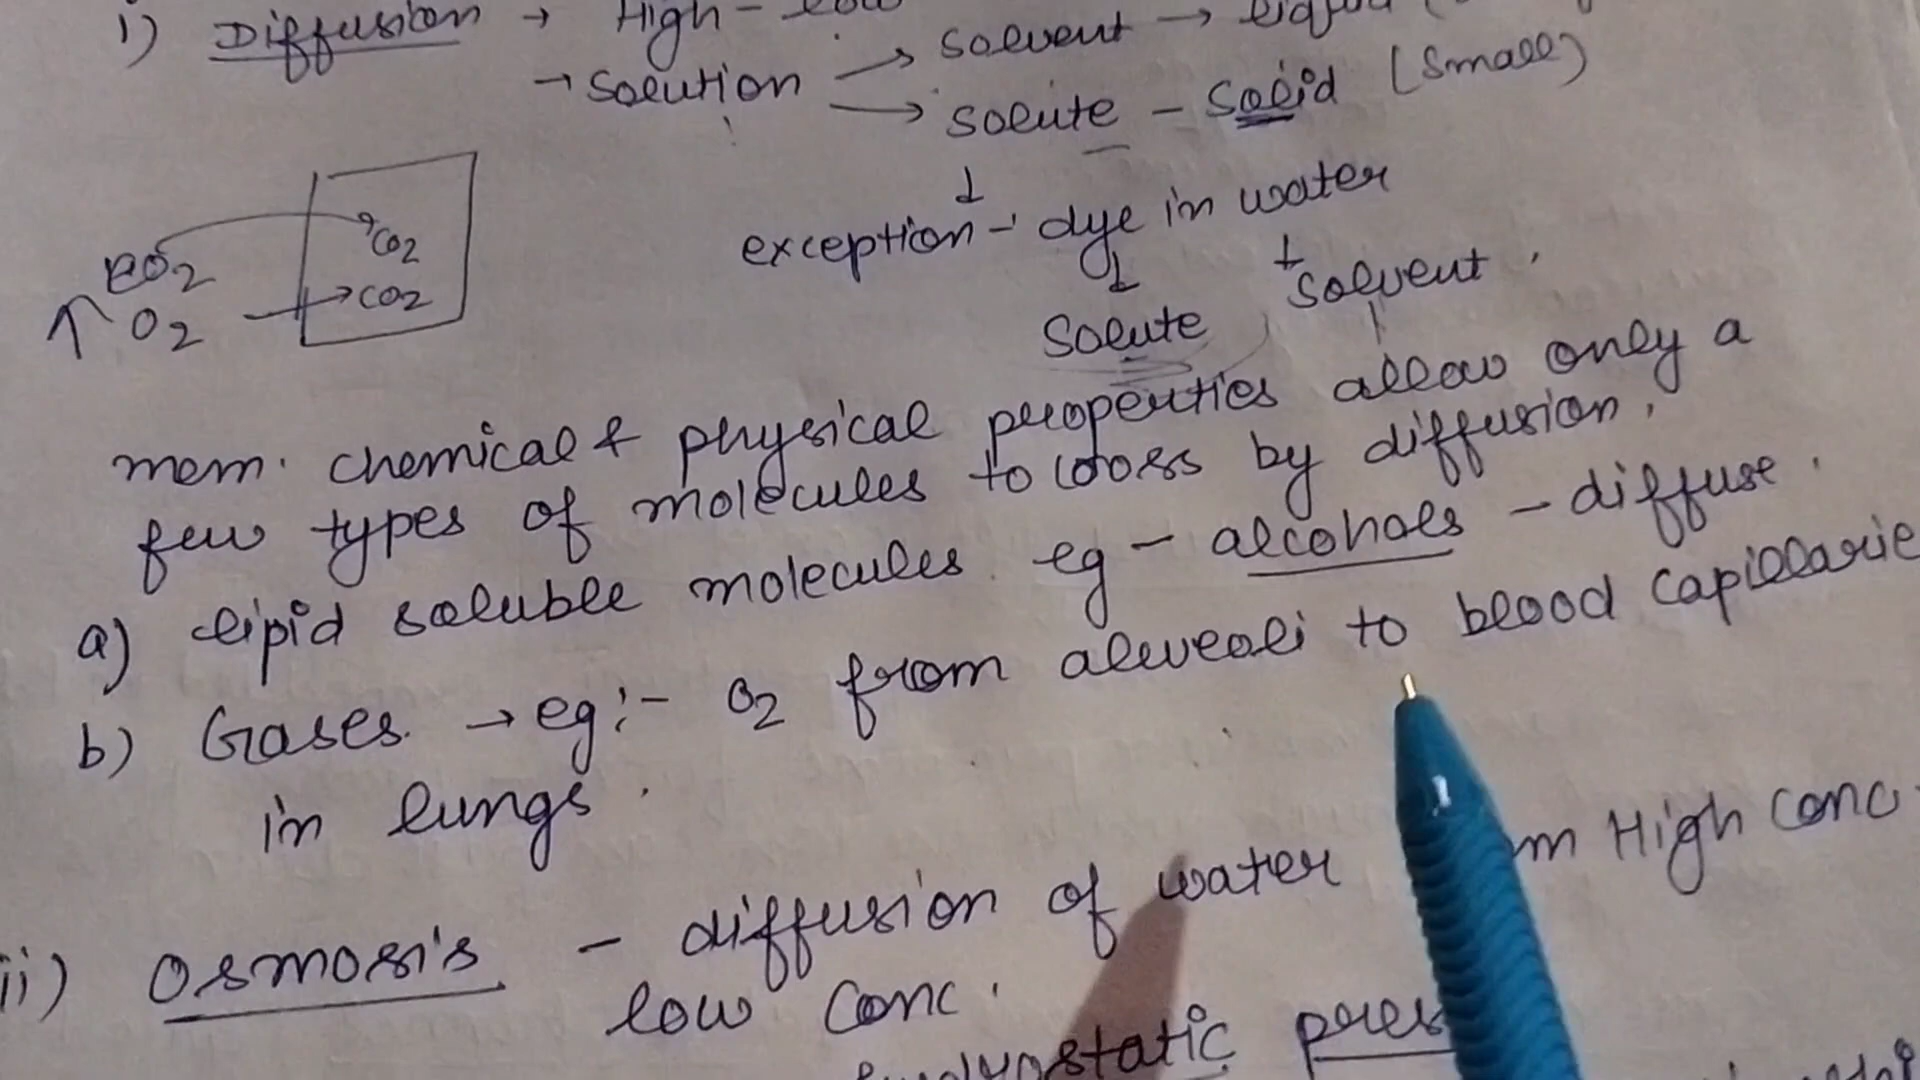 i) Diffusion → High - low
→ solution → solvent → liquid
→ solute - solid (small)
↓
exception - dye in water
↓ ↓
solute solvent.
CO2 CO2
↑ O2 → CO2
mem. chemical & physical properties allow only a
few types of molecules to cross by diffusion.
a) lipid soluble molecules. eg - alcohols - diffuse.
b) Gases. → eg:- O2 from alveoli to blood capillarie
in lungs.
ii) Osmosis - diffusion of water High conc.
low conc.